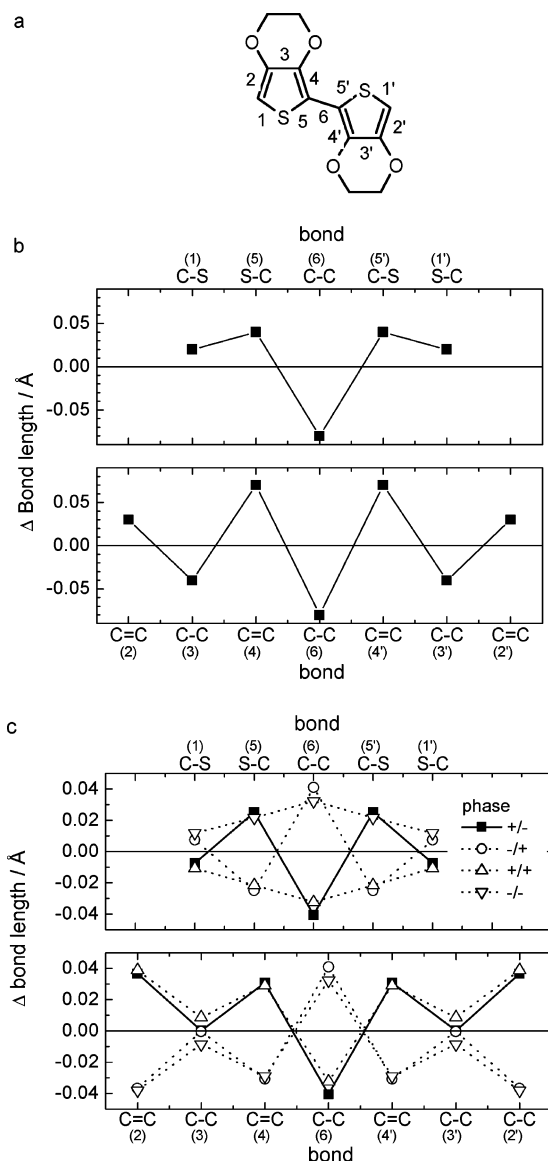 a
O
3
O
2
4
5'
S
1'
1
S
5
6
4'
2'
3'
O
O
b
bond
(1) (5) (6) (5') (1')
C-S S-C C-C C-S S-C
0.05
0.00
-0.05
0.05
0.00
-0.05
Δ Bond length / Å
C=C C-C C=C C-C C=C C-C C=C
(2) (3) (4) (6) (4') (3') (2')
bond
c
bond
(1) (5) (6) (5') (1')
C-S S-C C-C C-S S-C
0.04
0.02
0.00
-0.02
-0.04
phase
+/-
-/+
+/+
-/-
0.04
0.02
0.00
-0.02
-0.04
Δ bond length / Å
C=C C-C C=C C-C C=C C-C C-C
(2) (3) (4) (6) (4') (3') (2')
bond